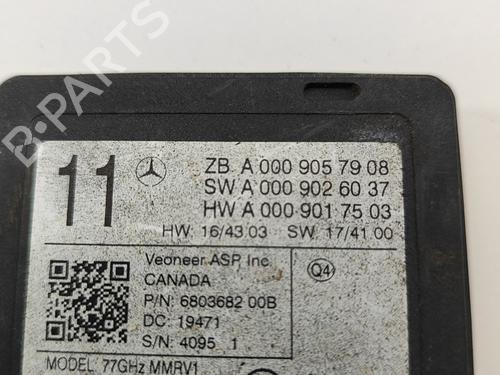 B-PARTS
11
ZB A 000 905 79 08
SW A 000 902 60 37
HW A 000 901 75 03
HW 16/43 03 SW 17/41 00
Veoneer ASP, Inc.
CANADA
P/N: 6803682 00B
DC: 19471
S/N: 4095 1
Q4
MODEL: 77GHz MMRV1